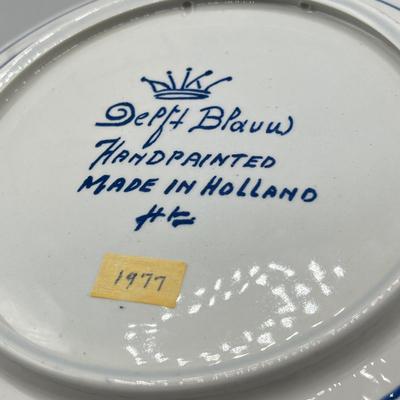 Delft Blauw
HANDPAINTED
MADE IN HOLLAND
1977